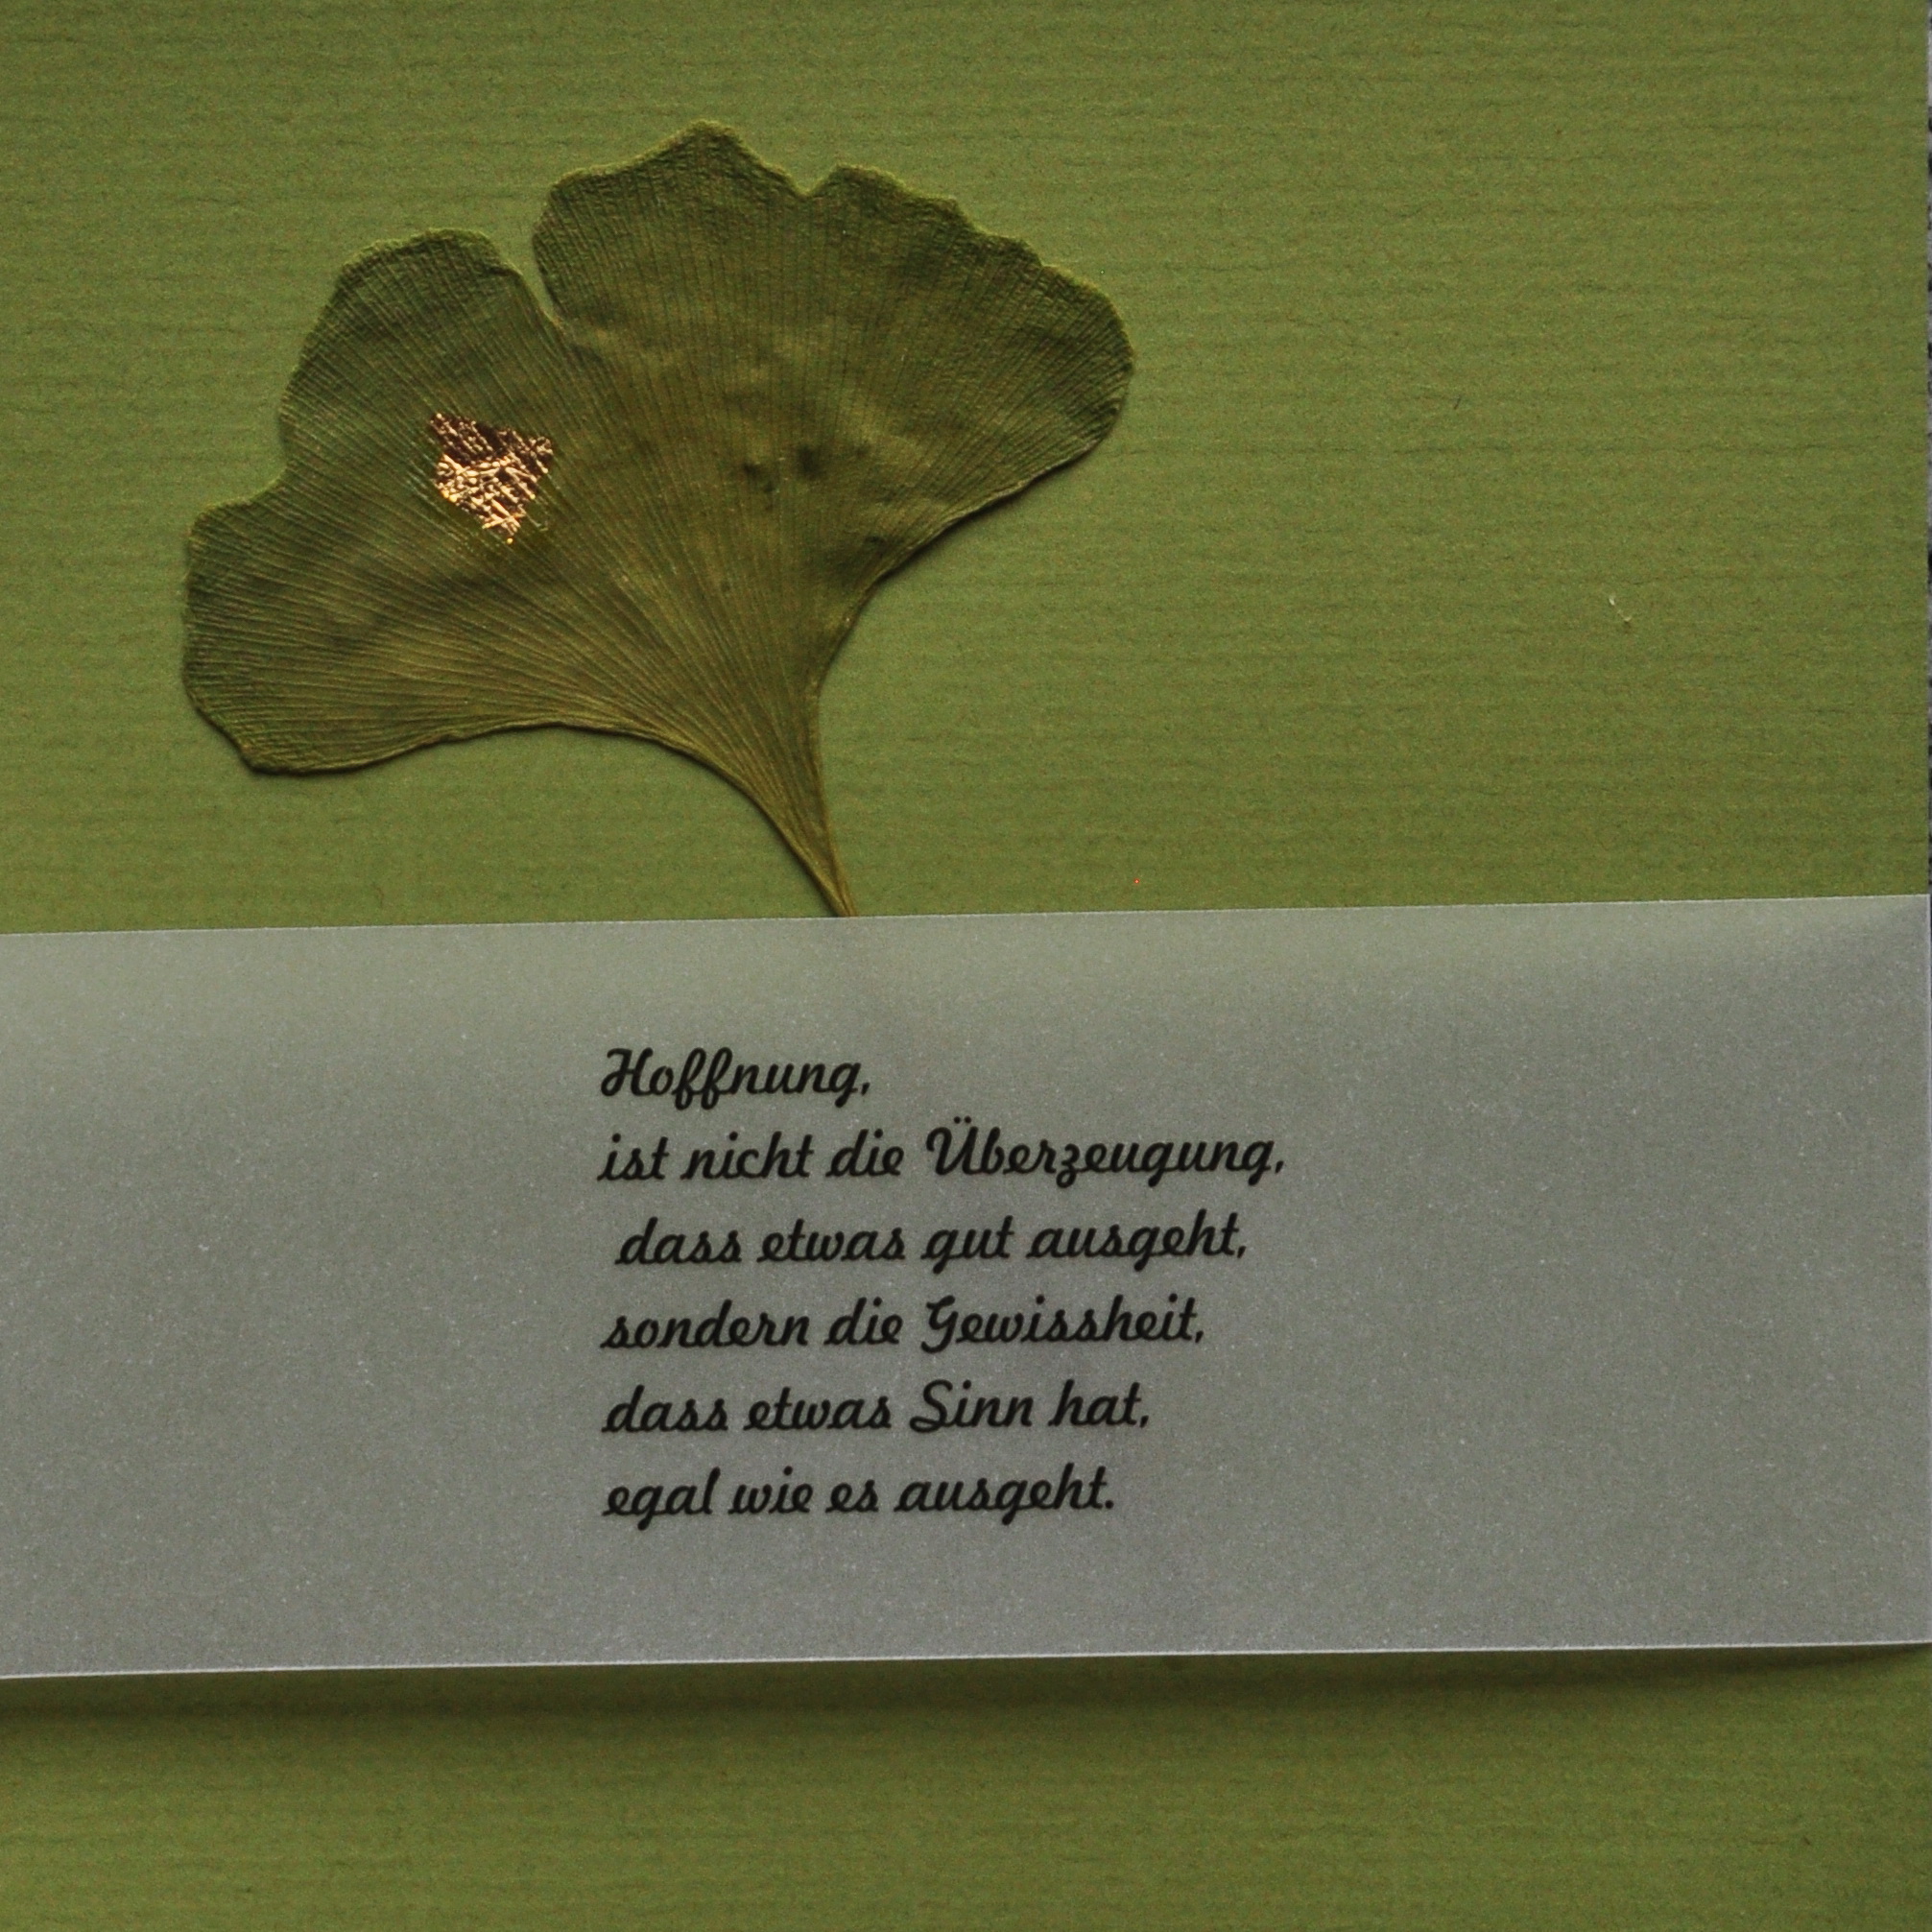 Hoffnung,
ist nicht die Überzeugung,
dass etwas gut ausgeht,
sondern die Gewissheit,
dass etwas Sinn hat,
egal wie es ausgeht.